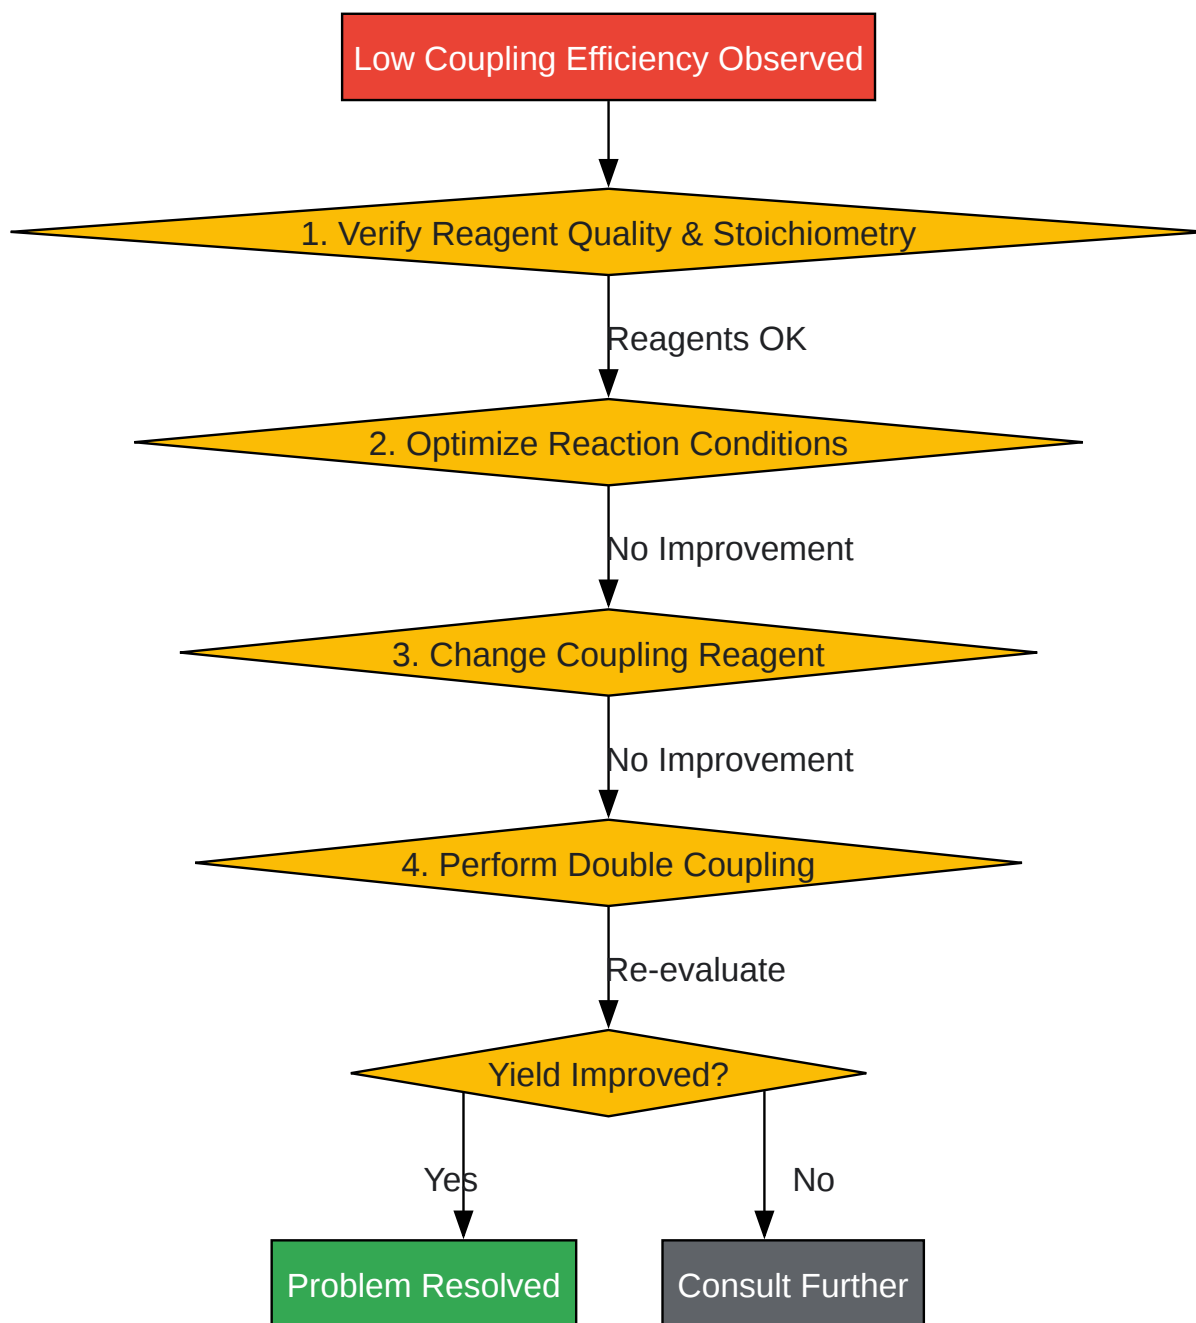 Low Coupling Efficiency Observed
1. Verify Reagent Quality & Stoichiometry
Reagents OK
2. Optimize Reaction Conditions
No Improvement
3. Change Coupling Reagent
No Improvement
4. Perform Double Coupling
Re-evaluate
Yield Improved?
Yes
No
Problem Resolved
Consult Further